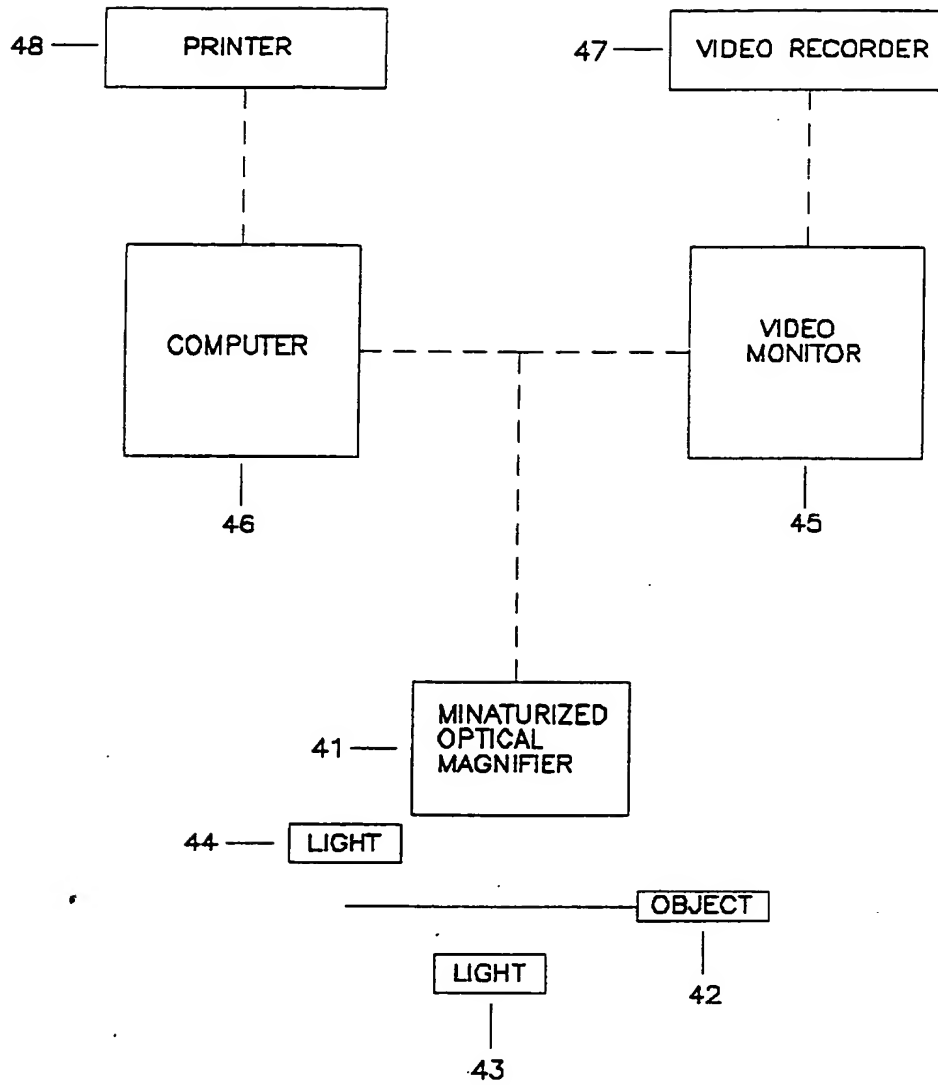 48
PRINTER
47
VIDEO RECORDER
COMPUTER
VIDEO
MONITOR
46
45
41
MINATURIZED
OPTICAL
MAGNIFIER
44
LIGHT
OBJECT
LIGHT
42
43